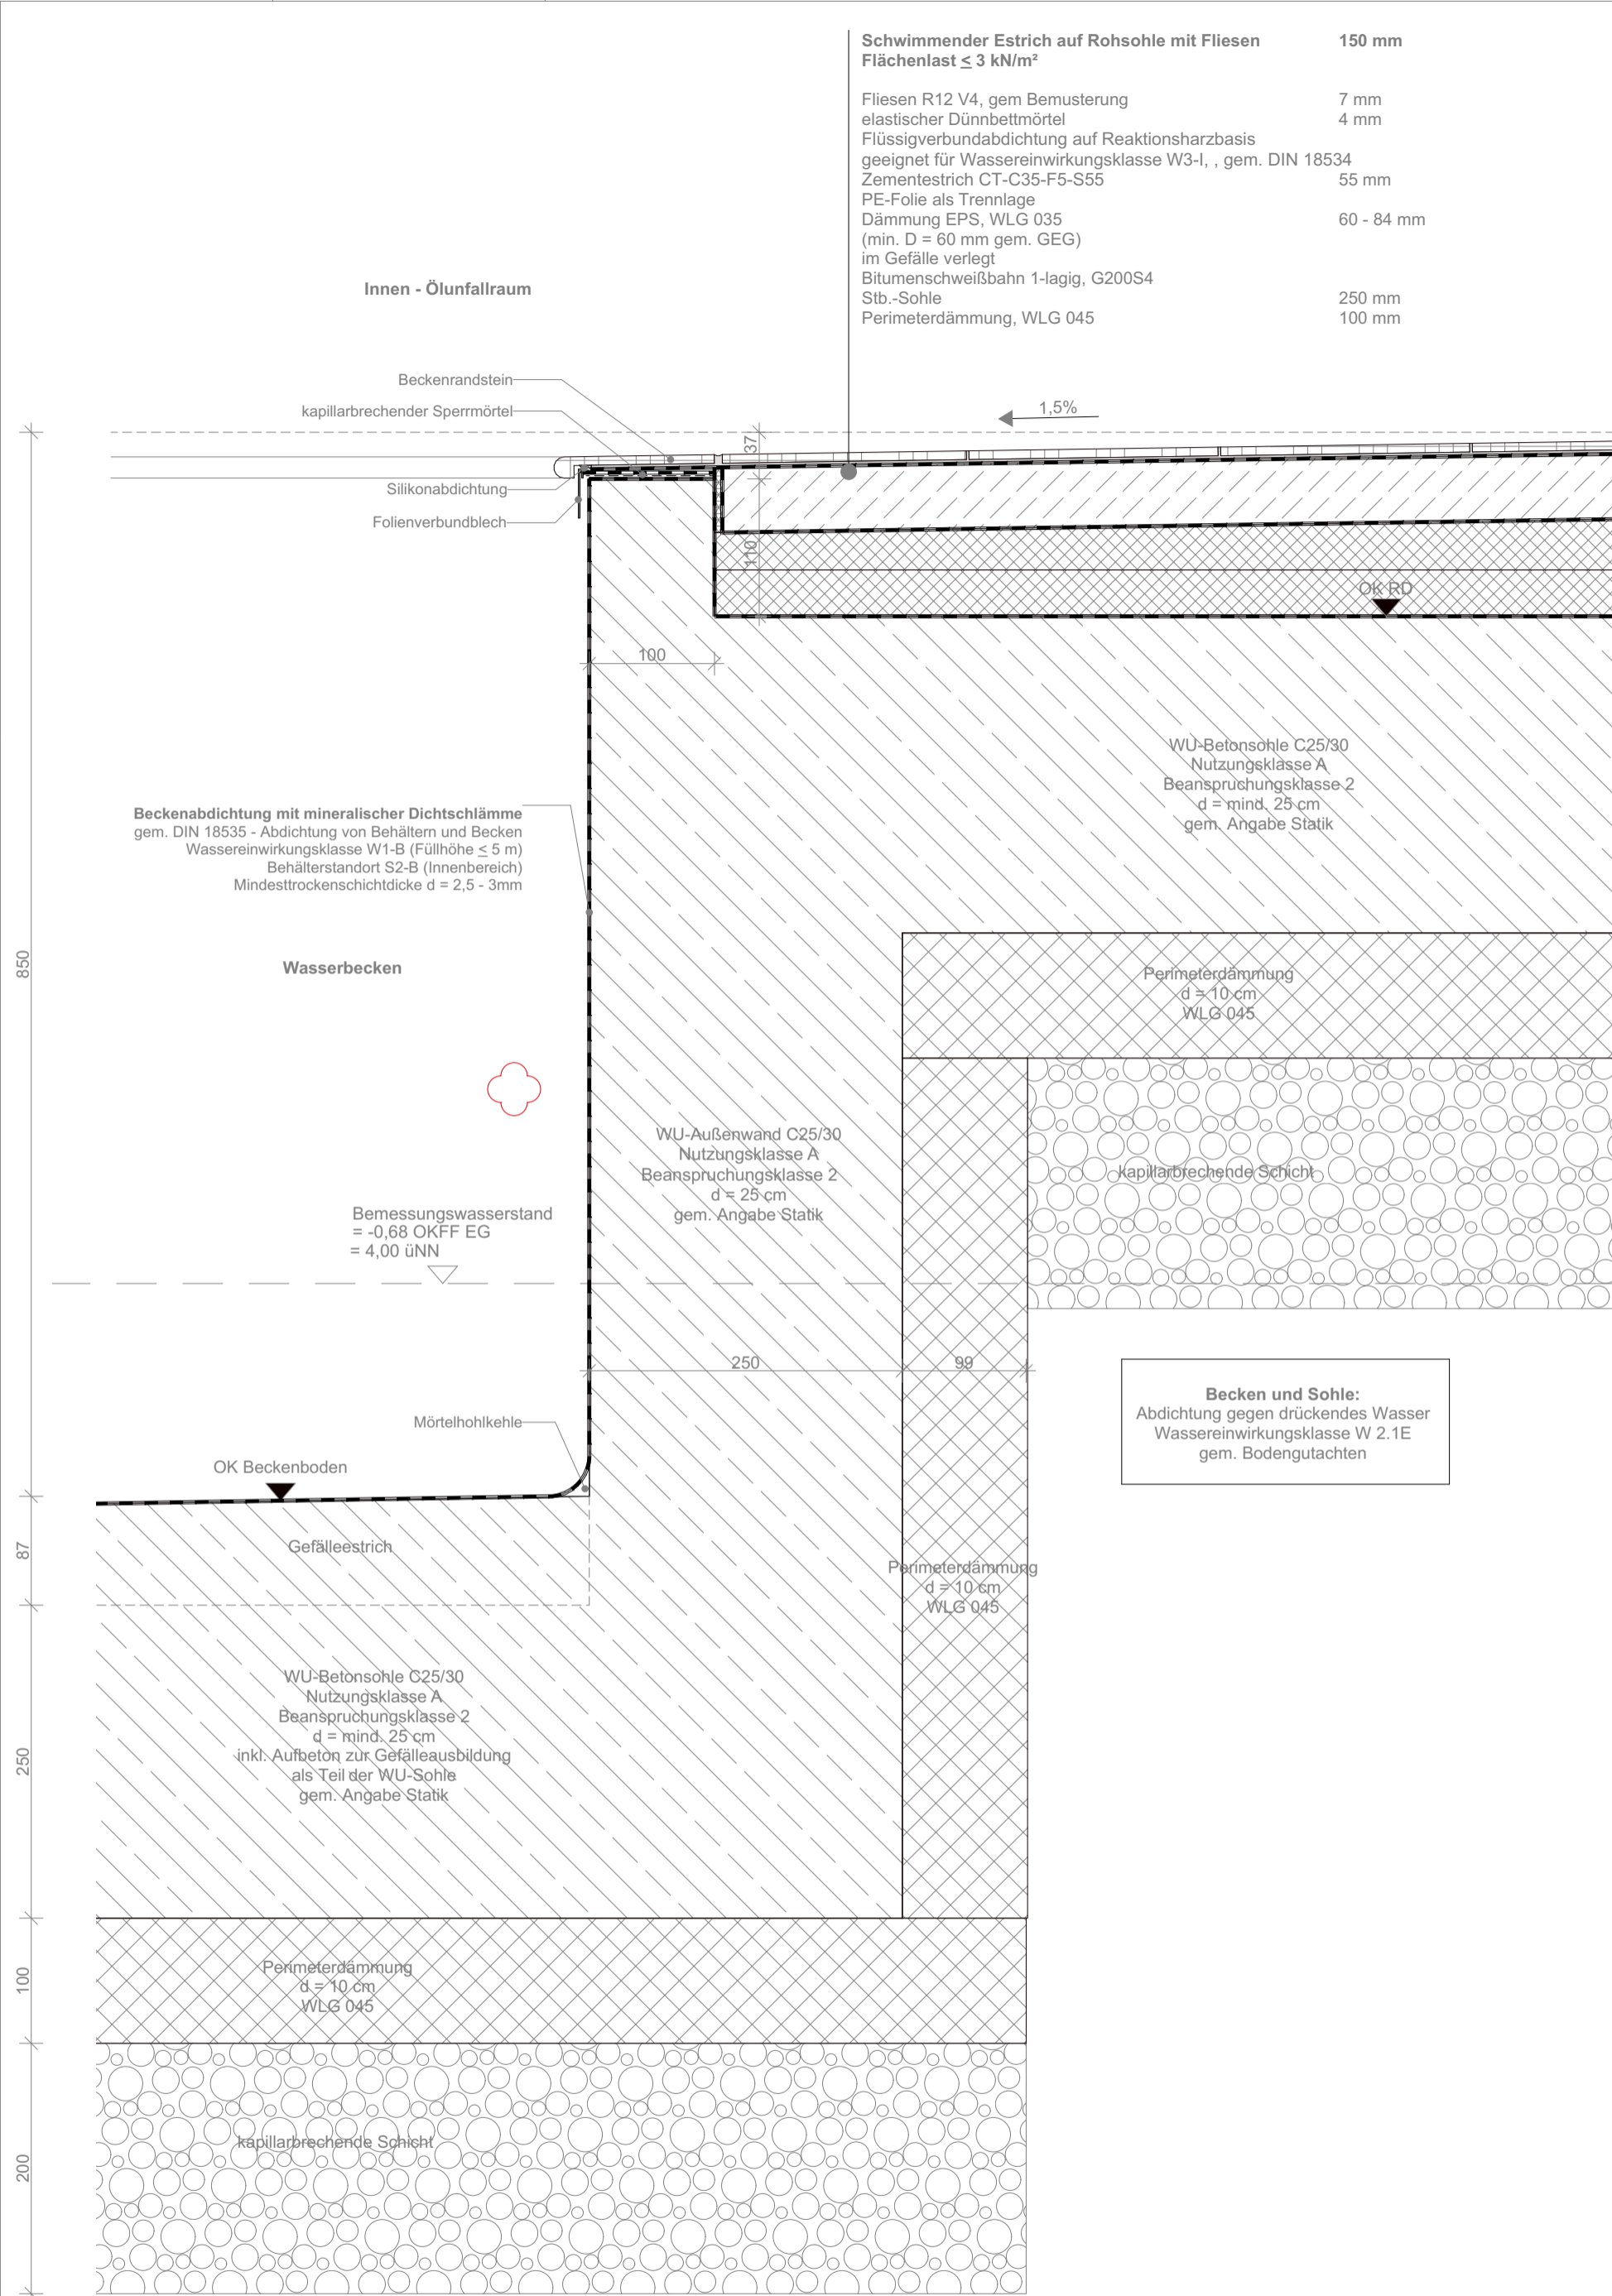 Schwimmender Estrich auf Rohsohle mit Fliesen 150 mm
Flächenlast ≤ 3 kN/m²
Fliesen R12 V4, gem Bemusterung 7 mm
elastischer Dünnbettmörtel 4 mm
Flüssigverbundabdichtung auf Reaktionsharzbasis
geeignet für Wassereinwirkungsklasse W3-I, , gem. DIN 18534
Zementestrich CT-C35-F5-S55 55 mm
PE-Folie als Trennlage
Dämmung EPS, WLG 035 60 - 84 mm
(min. D = 60 mm gem. GEG)
im Gefälle verlegt
Bitumenschweißbahn 1-lagig, G200S4
Stb.-Sohle 250 mm
Perimeterdämmung, WLG 045 100 mm
Innen - Ölunfallraum
Beckenrandstein
kapillarbrechender Sperrmörtel
1,5%
37
Silikonabdichtung
Folienverbundblech
110
OK RD
100
WU-Betonsohle C25/30
Nutzungsklasse A
Beanspruchungsklasse 2
d = mind. 25 cm
gem. Angabe Statik
Beckenabdichtung mit mineralischer Dichtschlämme
gem. DIN 18535 - Abdichtung von Behältern und Becken
Wassereinwirkungsklasse W1-B (Füllhöhe ≤ 5 m)
Behälterstandort S2-B (Innenbereich)
Mindesttrockenschichtdicke d = 2,5 - 3mm
850
Wasserbecken
Perimeterdämmung
d = 10 cm
WLG 045
WU-Außenwand C25/30
Nutzungsklasse A
Beanspruchungsklasse 2
d = 25 cm
gem. Angabe Statik
kapillarbrechende Schicht
Bemessungswasserstand
= -0,68 OKFF EG
= 4,00 üNN
250
99
Becken und Sohle:
Abdichtung gegen drückendes Wasser
Wassereinwirkungsklasse W 2.1E
gem. Bodengutachten
Mörtelhohlkehle
OK Beckenboden
87
Gefälleestrich
Perimeterdämmung
d = 10 cm
WLG 045
250
WU-Betonsohle C25/30
Nutzungsklasse A
Beanspruchungsklasse 2
d = mind. 25 cm
inkl. Aufbeton zur Gefälleausbildung
als Teil der WU-Sohle
gem. Angabe Statik
100
Perimeterdämmung
d = 10 cm
WLG 045
200
kapillarbrechende Schicht